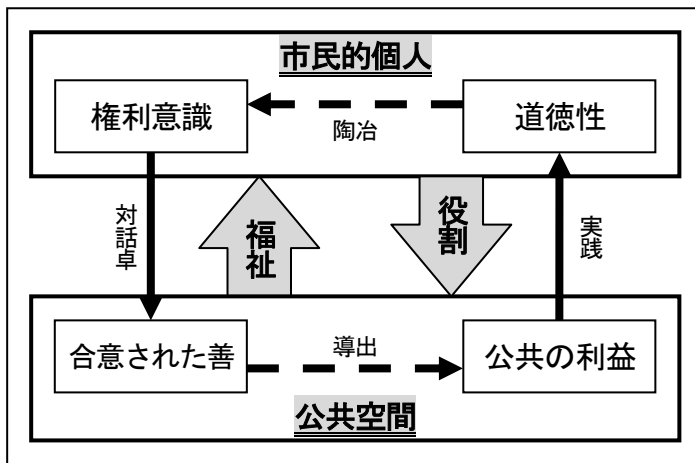 市民的個人
権利意識
道徳性
陶冶
対話卓
福祉
役割
実践
合意された善
導出
公共の利益
公共空間